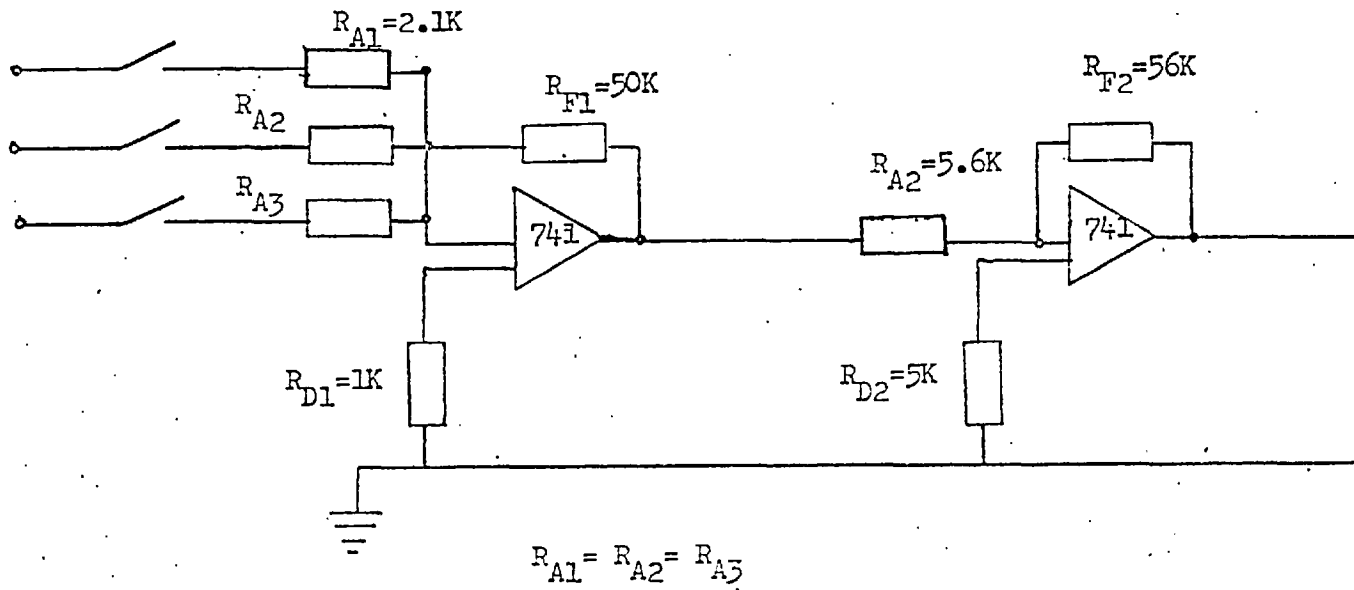 R_A1=2.1K
R_F1=50K
R_F2=56K
R_A2
R_A2=5.6K
R_A3
741
741
R_D1=1K
R_D2=5K
R_A1= R_A2= R_A3